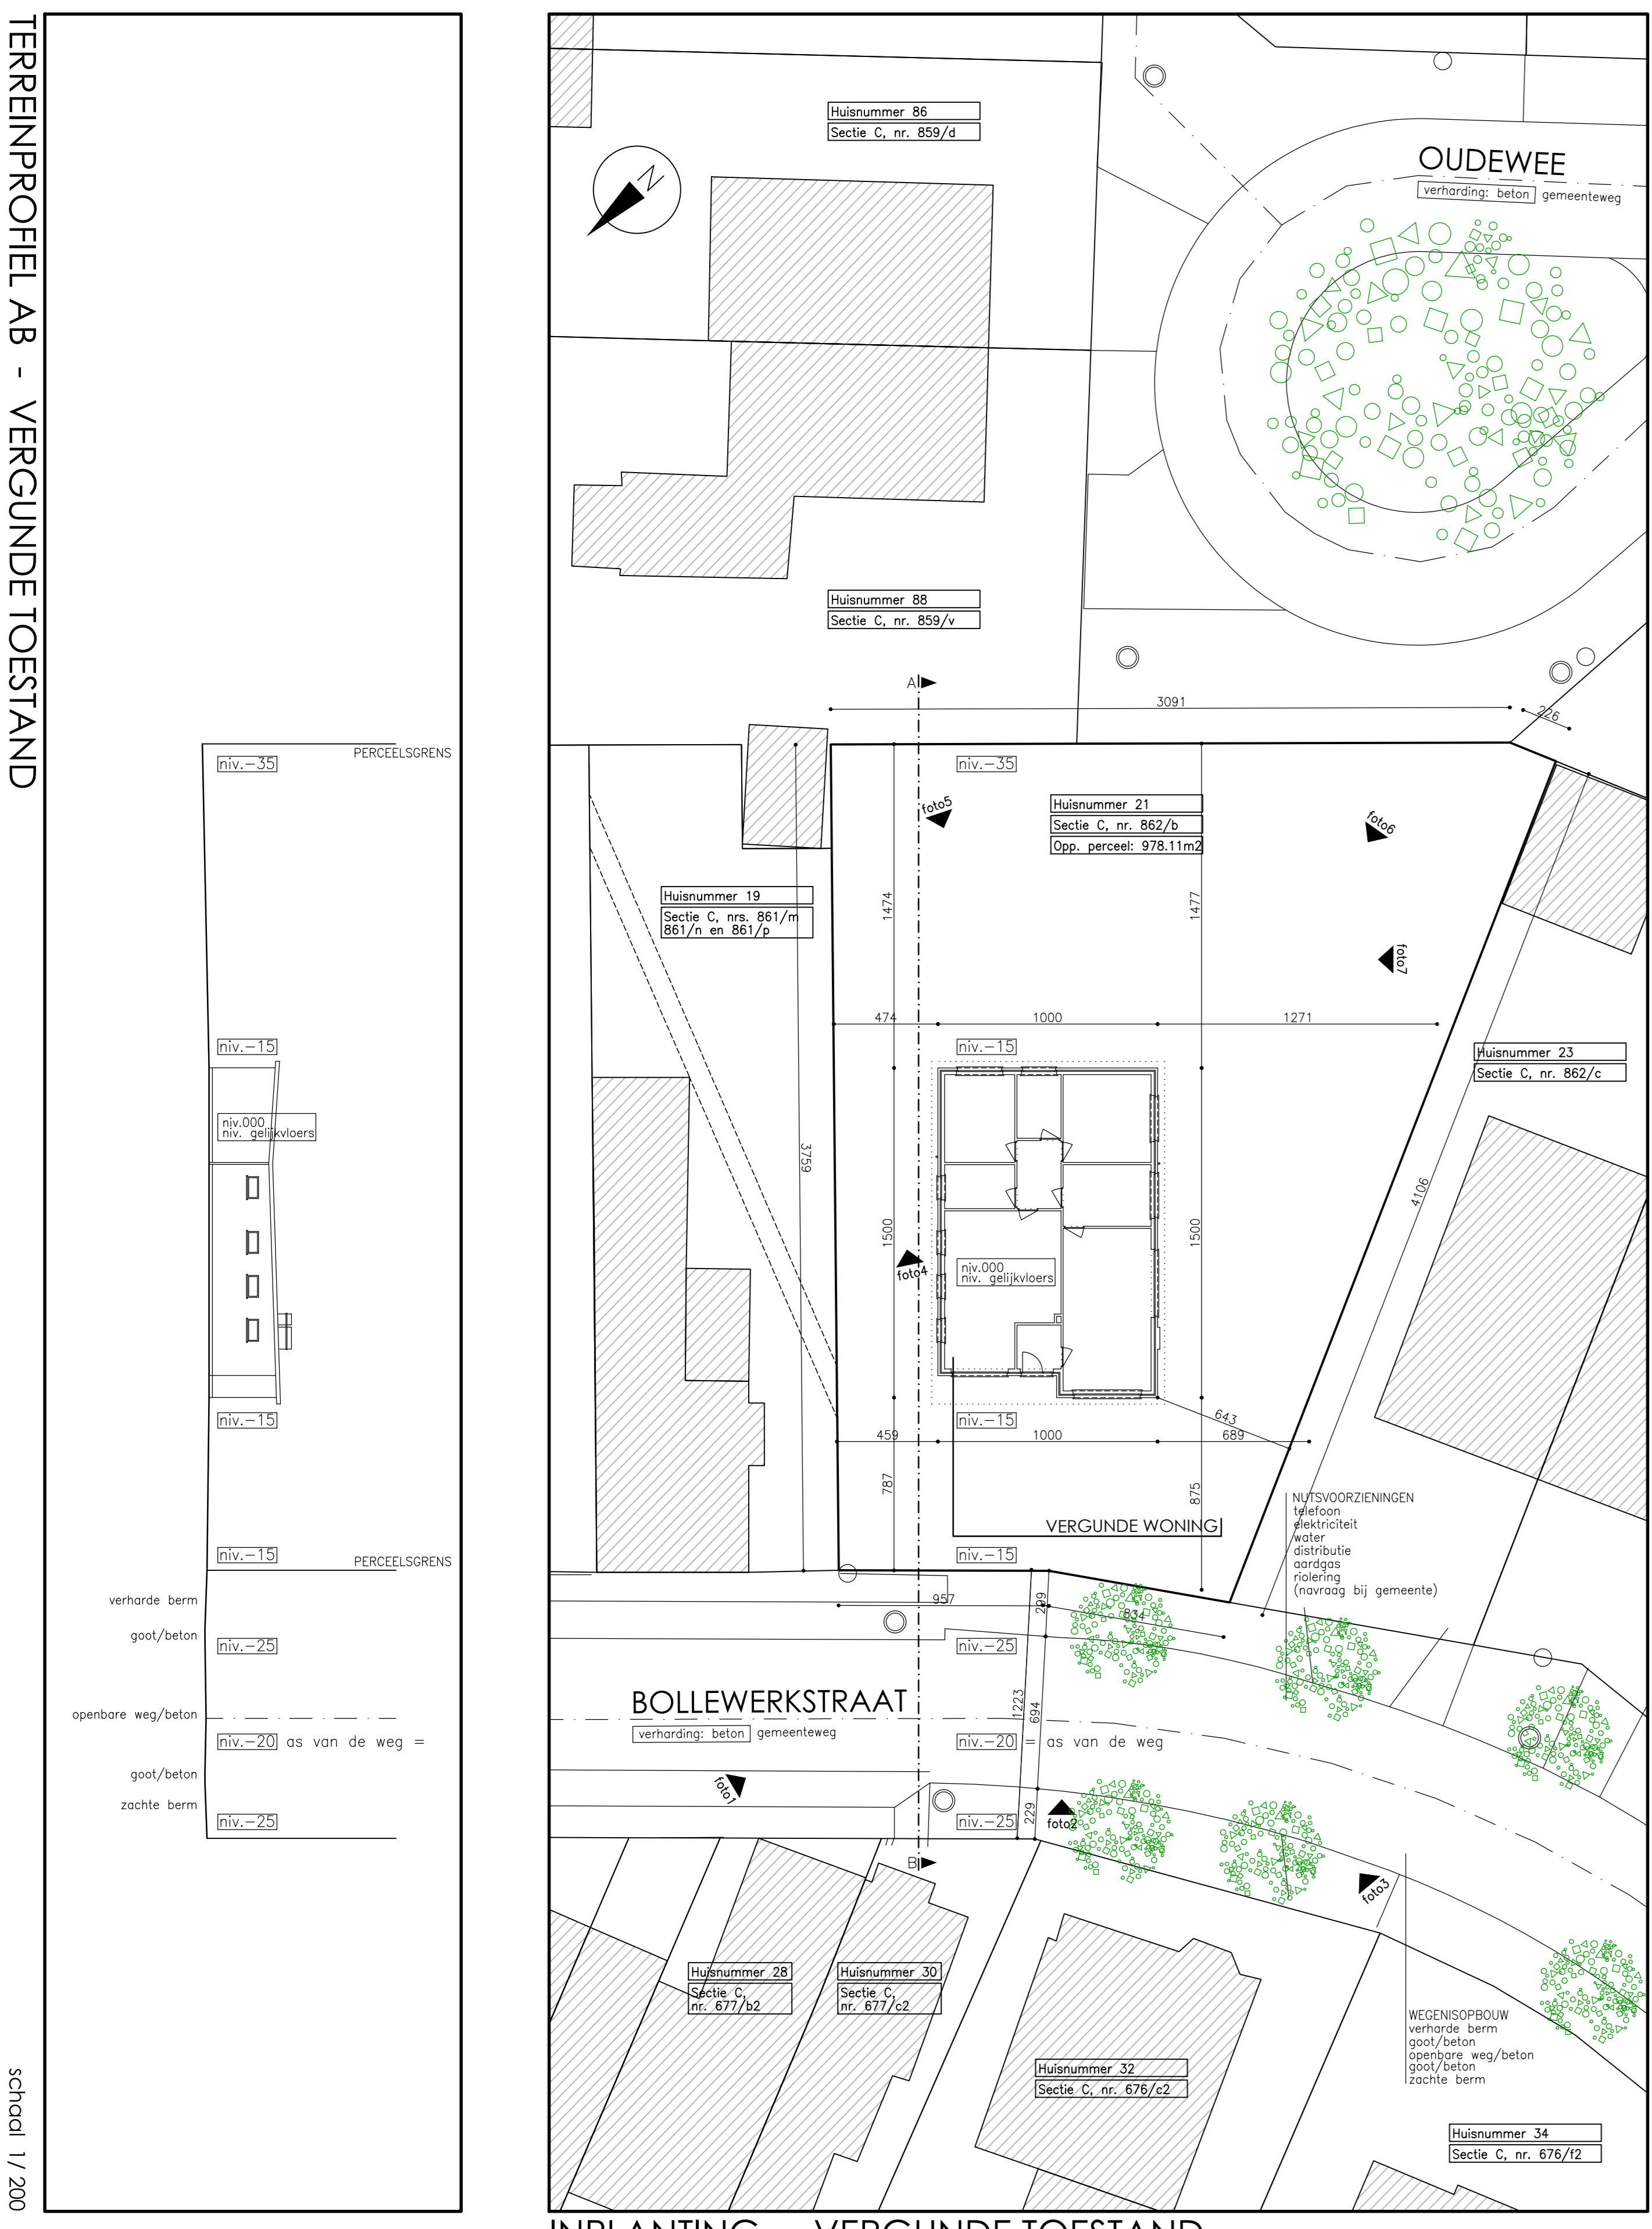 TERREINPROFIEL AB - VERGUNDE TOESTAND
schaal 1/ 200
PERCEELSGRENS
niv.-35
niv.-15
niv.000
niv. gelijkvloers
niv.-15
niv.-15
PERCEELSGRENS
verharde berm
goot/beton
niv.-25
openbare weg/beton
niv.-20 as van de weg =
goot/beton
zachte berm
niv.-25
Huisnummer 86
Sectie C, nr. 859/d
N
OUDEWEE
verharding: beton gemeenteweg
Huisnummer 88
Sectie C, nr. 859/v
A
3091
226
niv.-35
foto5
Huisnummer 21
Sectie C, nr. 862/b
Opp. perceel: 978.11m2
foto6
Huisnummer 19
Sectie C, nrs. 861/m
861/n en 861/p
1474
1477
foto7
474
1000
1271
niv.-15
Huisnummer 23
Sectie C, nr. 862/c
3759
4106
1500
1500
foto4
niv.000
niv. gelijkvloers
niv.-15
643
459
1000
689
787
875
NUTSVOORZIENINGEN
telefoon
elektriciteit
water
distributie
aardgas
riolering
(navraag bij gemeente)
VERGUNDE WONING
niv.-15
957
299
834
niv.-25
BOLLEWERKSTRAAT
verharding: beton gemeenteweg
1223
694
niv.-20 = as van de weg
foto1
niv.-25
229
foto2
B
foto3
Huisnummer 28
Sectie C,
nr. 677/b2
Huisnummer 30
Sectie C,
nr. 677/c2
Huisnummer 32
Sectie C, nr. 676/c2
WEGENISOPBOUW
verharde berm
goot/beton
openbare weg/beton
goot/beton
zachte berm
Huisnummer 34
Sectie C, nr. 676/f2
INPLANTING - VERGUNDE TOESTAND